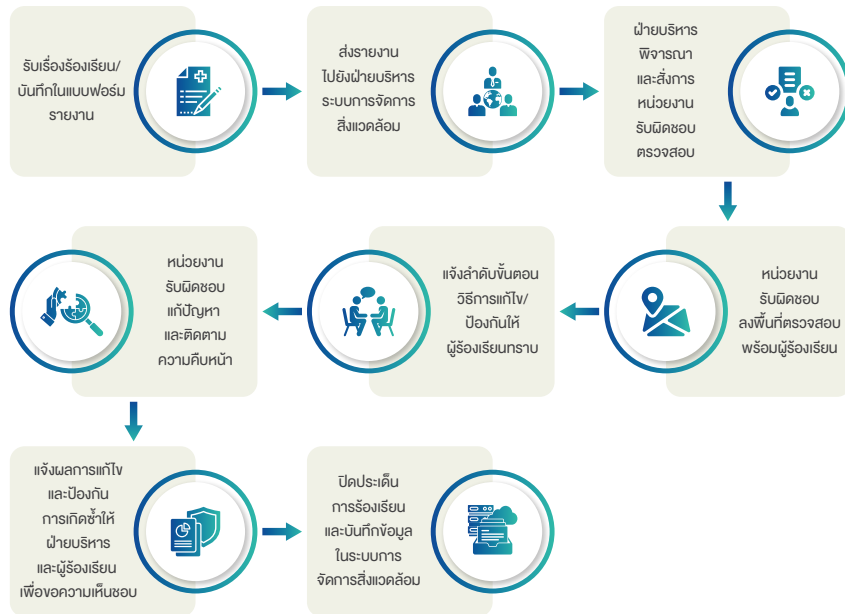 รับเรื่องร้องเรียน/
บันทึกในแบบฟอร์ม
รายงาน
ส่งรายงาน
ไปยังฝ่ายบริหาร
ระบบการจัดการ
สิ่งแวดล้อม
ฝ่ายบริหาร
พิจารณา
และสั่งการ
หน่วยงาน
รับผิดชอบ
ตรวจสอบ
หน่วยงาน
รับผิดชอบ
ลงพื้นที่ตรวจสอบ
พร้อมผู้ร้องเรียน
แจ้งลำดับขั้นตอน
วิธีการแก้ไข/
ป้องกันให้
ผู้ร้องเรียนทราบ
หน่วยงาน
รับผิดชอบ
แก้ปัญหา
และติดตาม
ความคืบหน้า
แจ้งผลการแก้ไข
และป้องกัน
การเกิดซ้ำให้
ฝ่ายบริหาร
และผู้ร้องเรียน
เพื่อขอความเห็นชอบ
ปิดประเด็น
การร้องเรียน
และบันทึกข้อมูล
ในระบบการ
จัดการสิ่งแวดล้อม